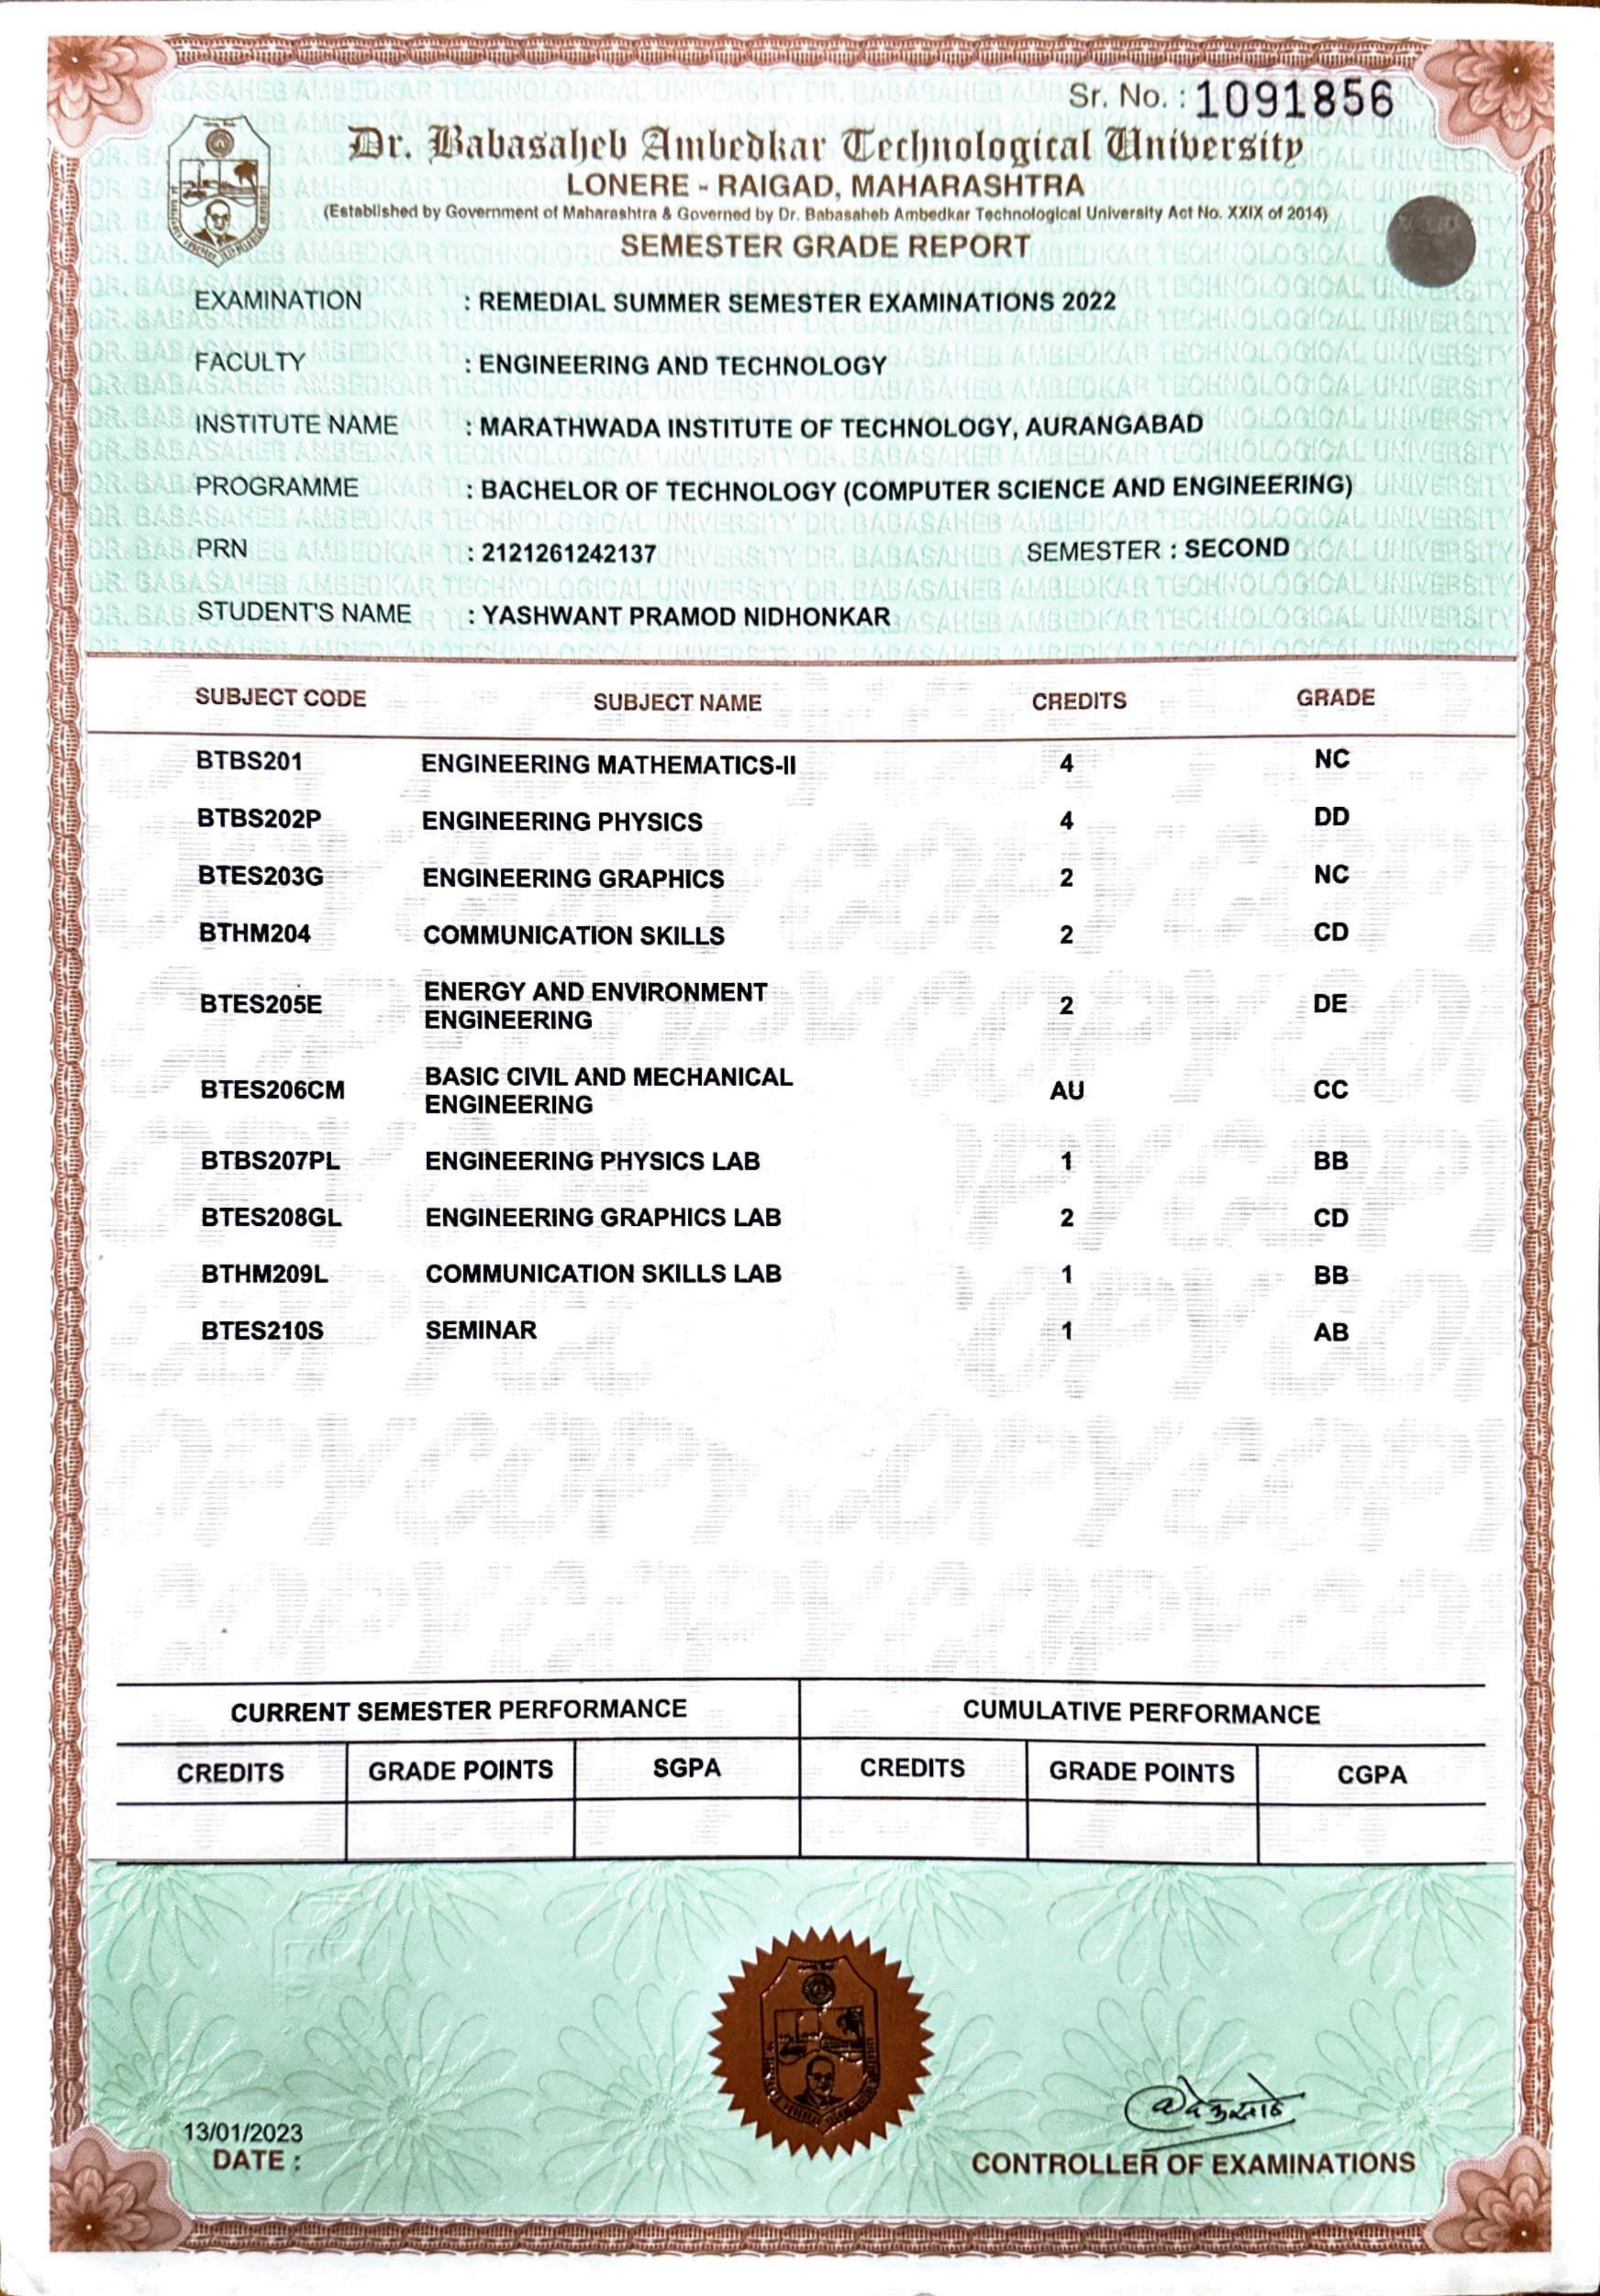 Sr. No. : 1091856
Dr. Babasaheb Ambedkar Technological University
LONERE - RAIGAD, MAHARASHTRA
(Established by Government of Maharashtra & Governed by Dr. Babasaheb Ambedkar Technological University Act No. XXIX of 2014)
SEMESTER GRADE REPORT
EXAMINATION : REMEDIAL SUMMER SEMESTER EXAMINATIONS 2022
FACULTY : ENGINEERING AND TECHNOLOGY
INSTITUTE NAME : MARATHWADA INSTITUTE OF TECHNOLOGY, AURANGABAD
PROGRAMME : BACHELOR OF TECHNOLOGY (COMPUTER SCIENCE AND ENGINEERING)
PRN : 2121261242137 SEMESTER : SECOND
STUDENT'S NAME : YASHWANT PRAMOD NIDHONKAR
SUBJECT CODE SUBJECT NAME CREDITS GRADE
BTBS201 ENGINEERING MATHEMATICS-II 4 NC
BTBS202P ENGINEERING PHYSICS 4 DD
BTES203G ENGINEERING GRAPHICS 2 NC
BTHM204 COMMUNICATION SKILLS 2 CD
BTES205E ENERGY AND ENVIRONMENT
ENGINEERING 2 DE
BTES206CM BASIC CIVIL AND MECHANICAL
ENGINEERING AU CC
BTBS207PL ENGINEERING PHYSICS LAB 1 BB
BTES208GL ENGINEERING GRAPHICS LAB 2 CD
BTHM209L COMMUNICATION SKILLS LAB 1 BB
BTES210S SEMINAR 1 AB
CURRENT SEMESTER PERFORMANCE CUMULATIVE PERFORMANCE
CREDITS GRADE POINTS SGPA CREDITS GRADE POINTS CGPA
13/01/2023
DATE :
CONTROLLER OF EXAMINATIONS